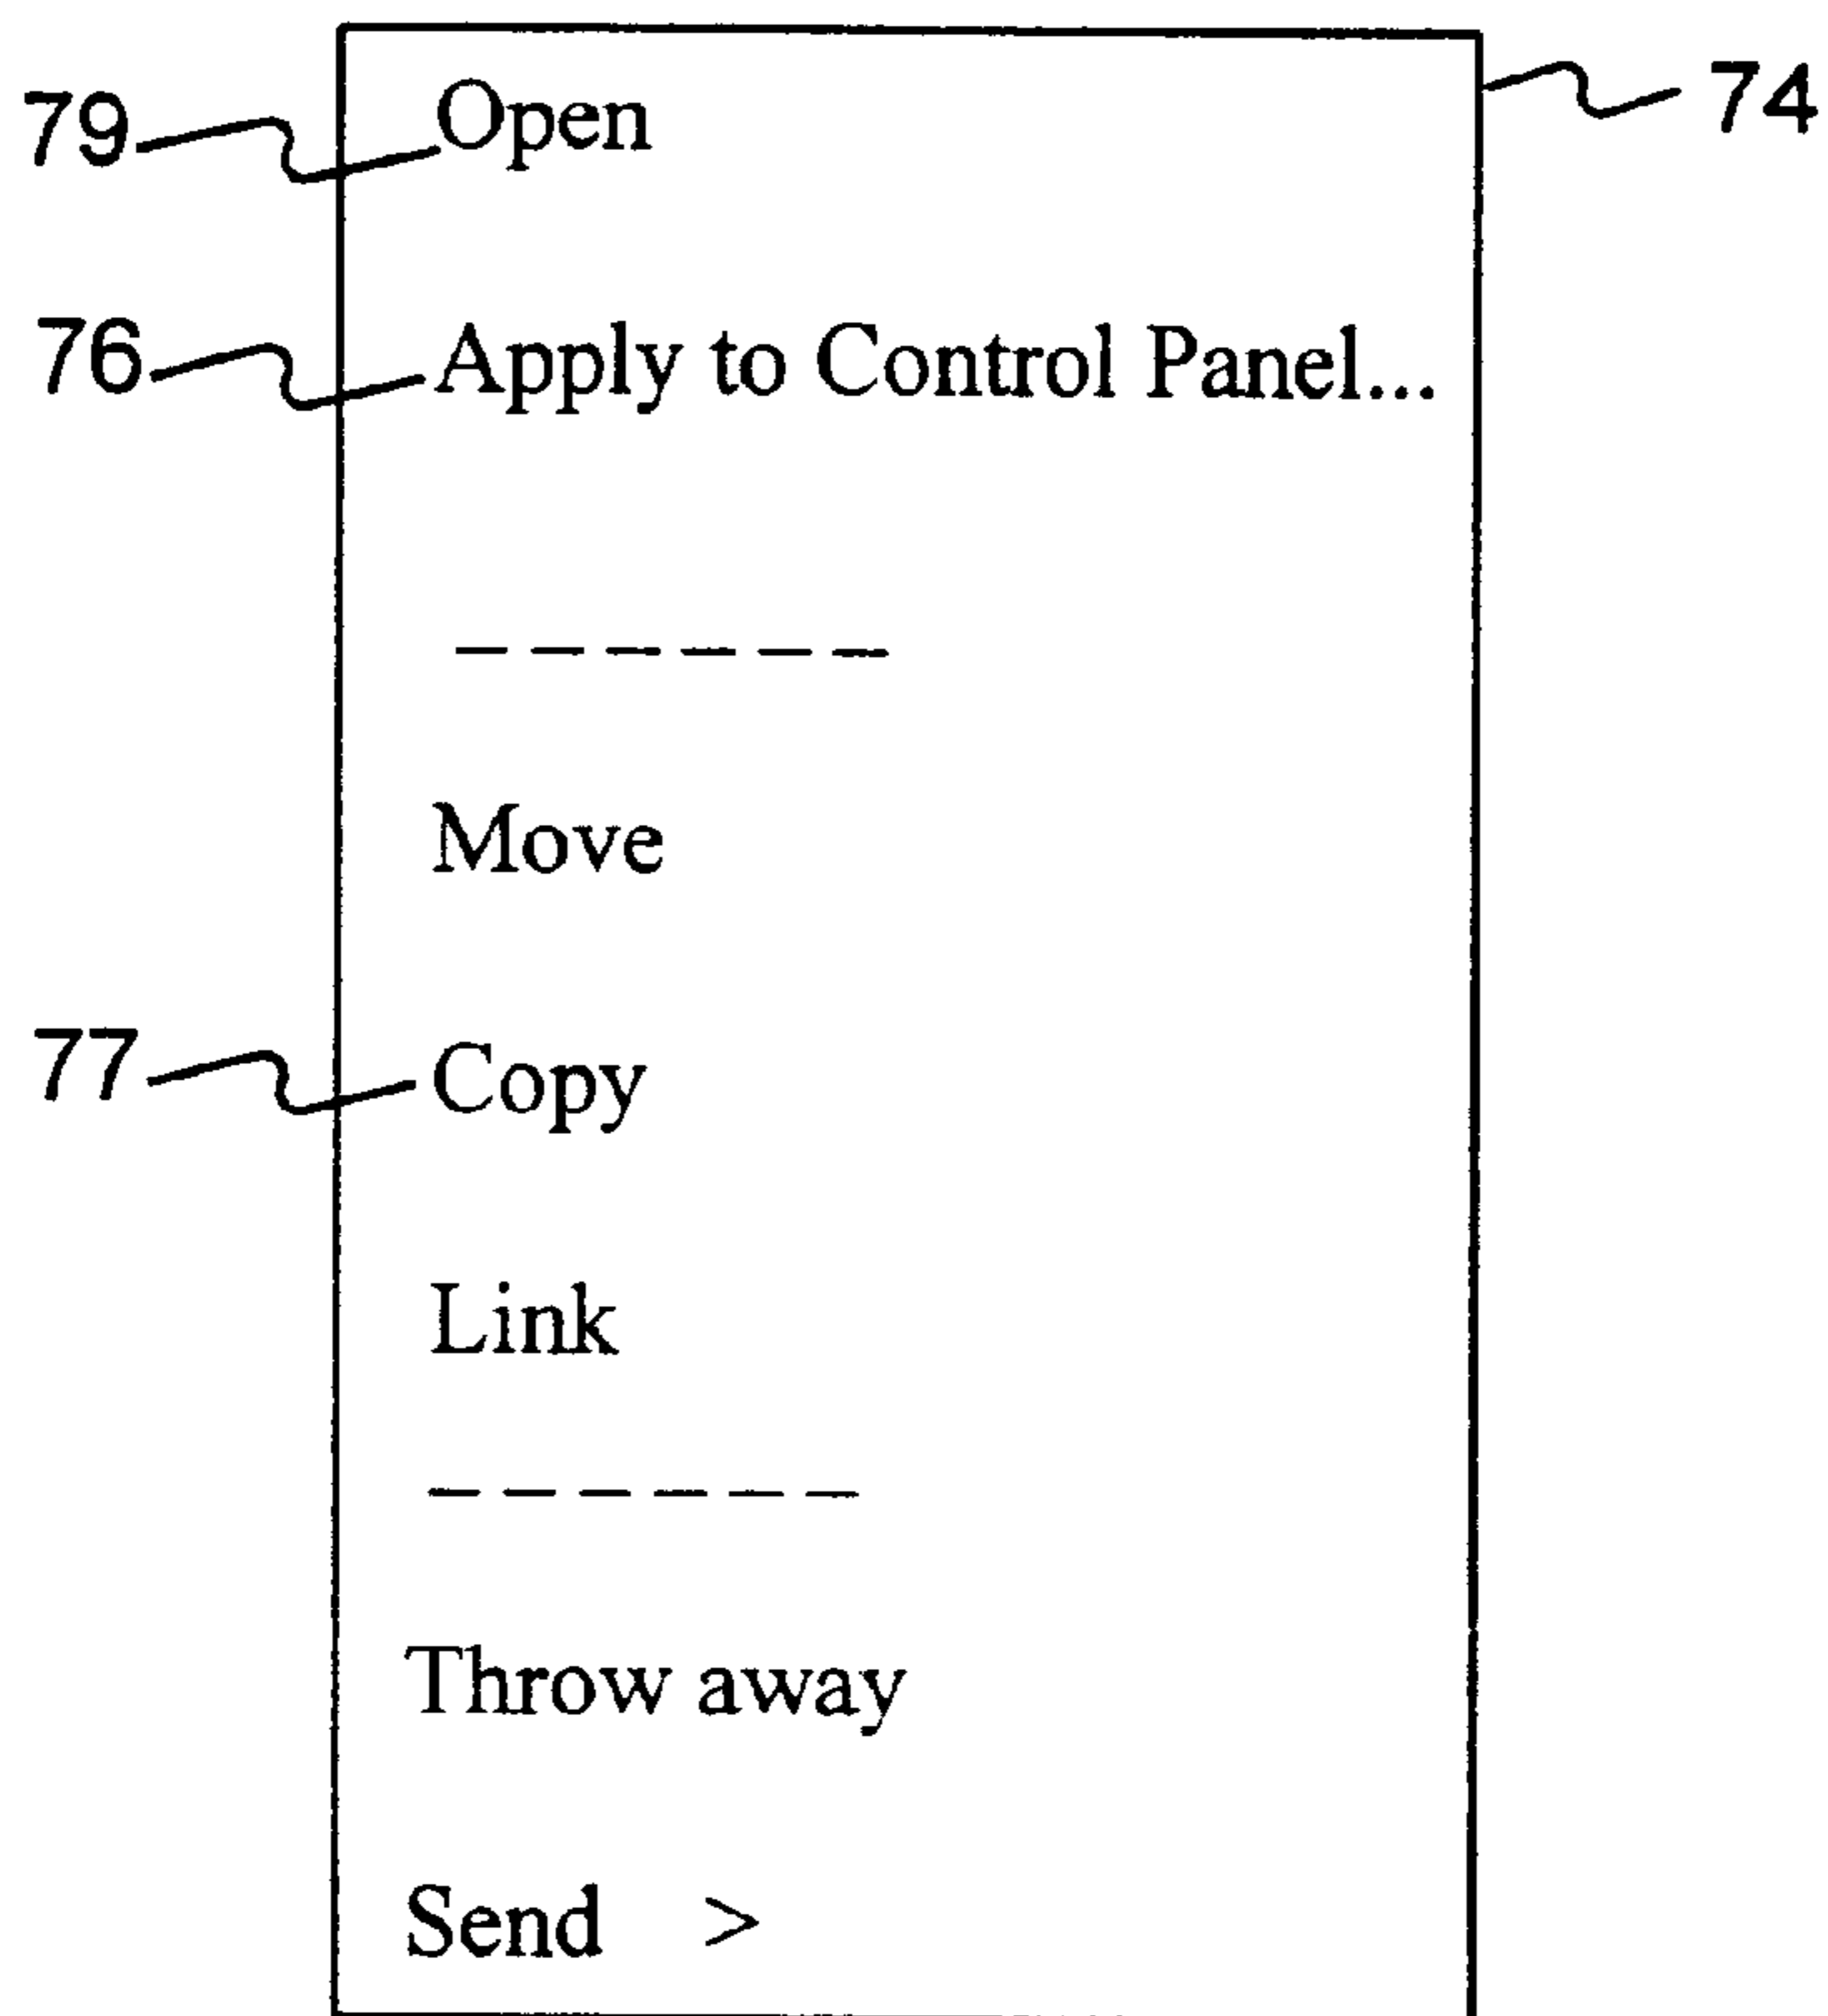 79 Open 74
76 Apply to Control Panel...
- - - - - -
Move
77 Copy
Link
- - - - - -
Throw away
Send >